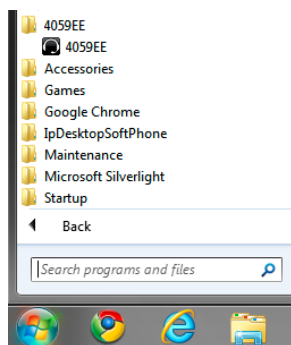 4059EE
4059EE
Accessories
Games
Google Chrome
IpDesktopSoftPhone
Maintenance
Microsoft Silverlight
Startup
Back
Search programs and files